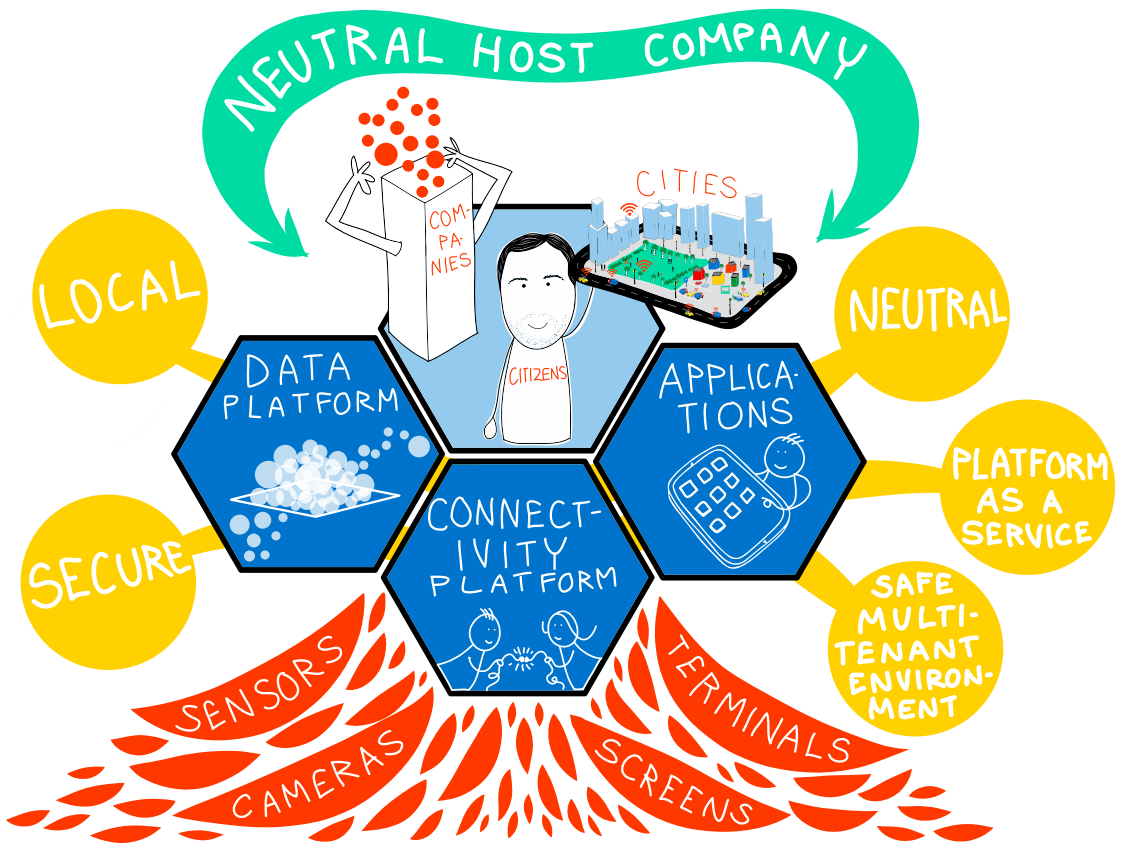 NEUTRAL HOST COMPANY
COM-
PA-
NIES
CITIES
CITIZENS
LOCAL
NEUTRAL
DATA
PLATFORM
APPLICA-
TIONS
PLATFORM
AS A
SERVICE
SECURE
CONNECT-
IVITY
PLATFORM
SAFE
MULTI-
TENANT
ENVIRON-
MENT
SENSORS
TERMINALS
CAMERAS
SCREENS